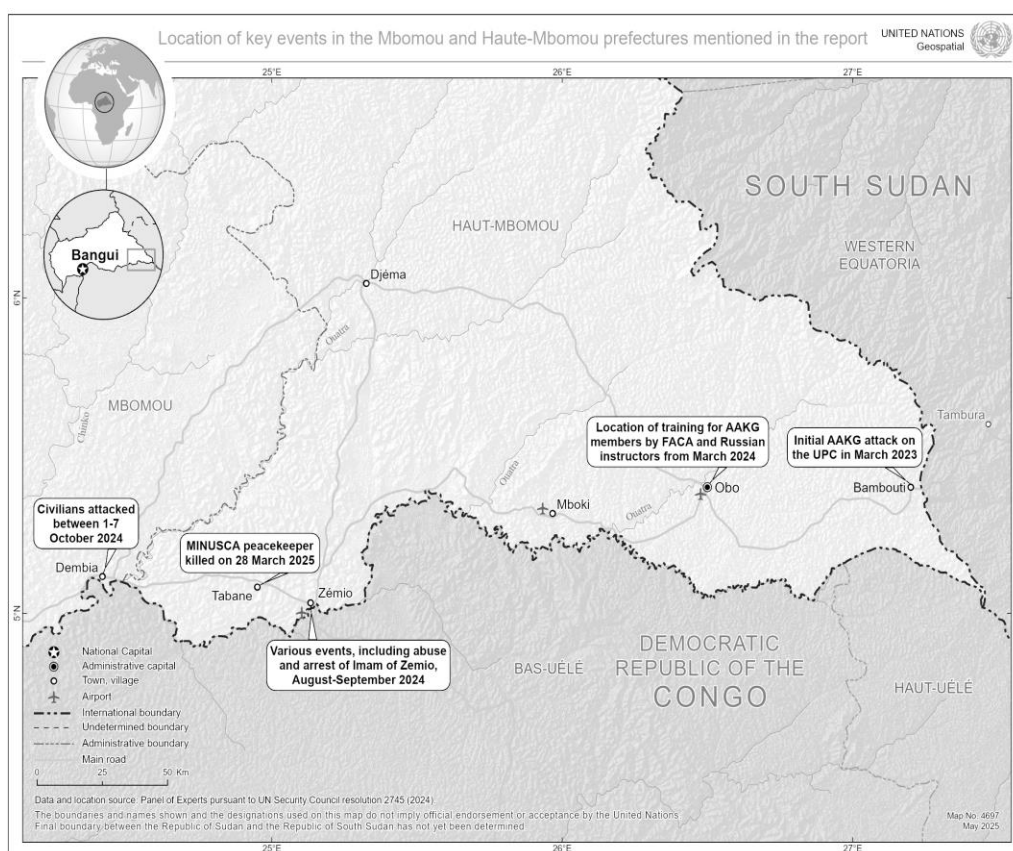 Location of key events in the Mbomou and Haute-Mbomou prefectures mentioned in the report
UNITED NATIONS
Geospatial
25°E
26°E
27°E
SOUTH SUDAN
WESTERN
EQUATORIA
HAUT-MBOMOU
Bangui
Djéma
6°N
6°N
Ouatra
MBOMOU
Chinko
Tambura
Location of training for AAKG
members by FACA and Russian
instructors from March 2024
Initial AAKG attack on
the UPC in March 2023
Ouatra
Obo
Bambouti
Mboki
Ouatra
Civilians attacked
between 1-7
October 2024
Dembia
MINUSCA peacekeeper
killed on 28 March 2025
Tabane
Zémio
5°N
5°N
Various events, including abuse
and arrest of Imam of Zemio,
August-September 2024
BAS-UÉLÉ
DEMOCRATIC
REPUBLIC OF THE
CONGO
HAUT-UÉLÉ
National Capital
Administrative capital
Town, village
Airport
International boundary
Undetermined boundary
Administrative boundary
Main road
0 25 50 Km
Data and location source: Panel of Experts pursuant to UN Security Council resolution 2745 (2024)
The boundaries and names shown and the designations used on this map do not imply official endorsement or acceptance by the United Nations
Final boundary between the Republic of Sudan and the Republic of South Sudan has not yet been determined
Map No. 4697
May 2025
25°E
26°E
27°E